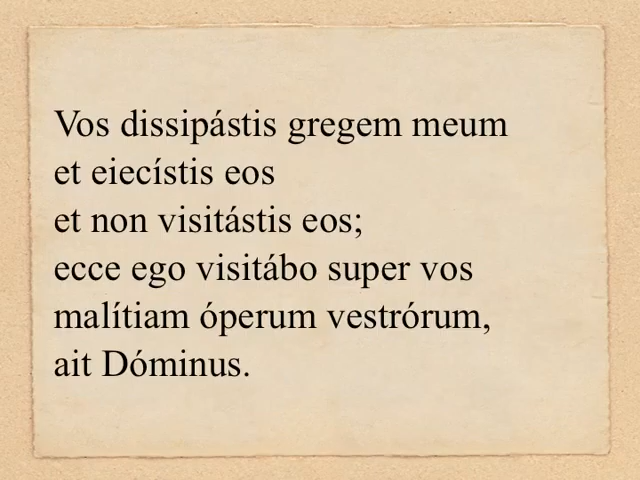 Vos dissipástis gregem meum
et eiecístis eos
et non visitástis eos;
ecce ego visitábo super vos
malítiam óperum vestrórum,
ait Dóminus.